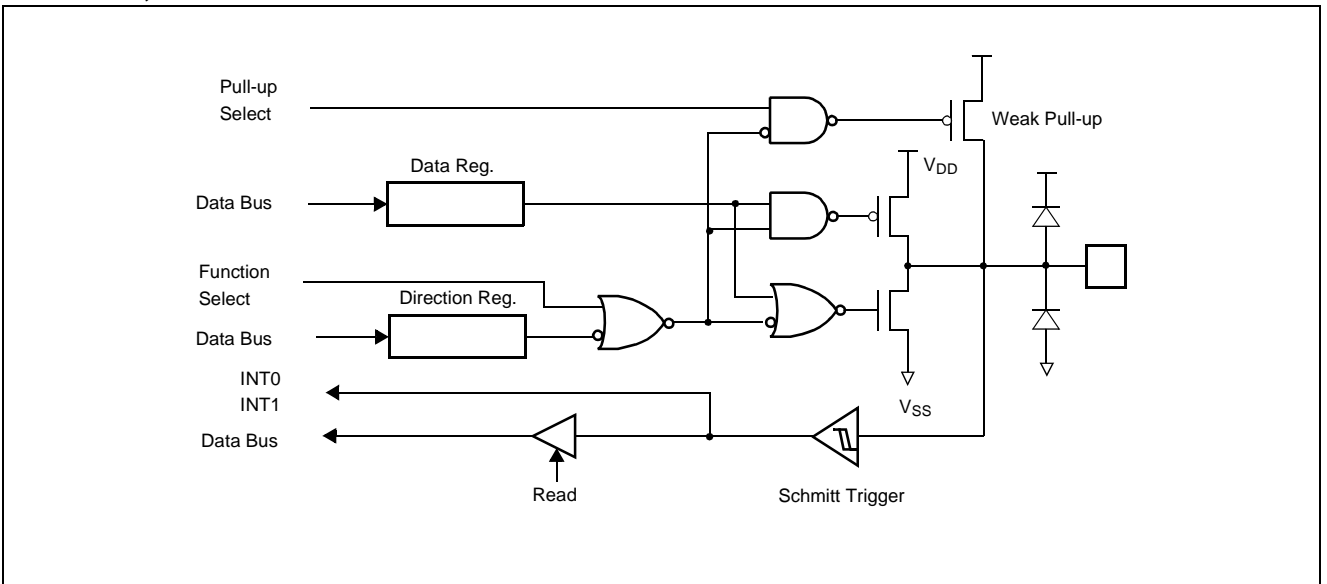 Pull-up
Select
Weak Pull-up
Data Reg.
VDD
Data Bus
Function
Select
Direction Reg.
Data Bus
INT0
INT1
VSS
Data Bus
Read
Schmitt Trigger